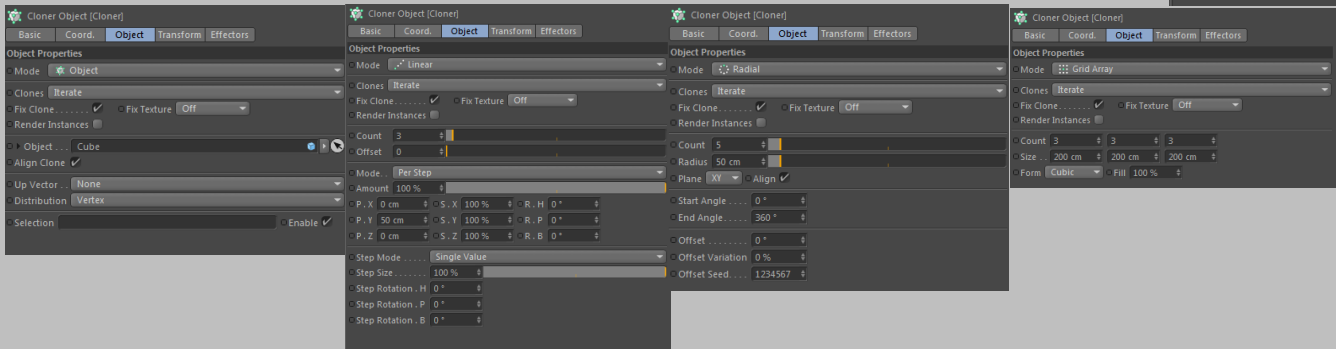 Cloner Object [Cloner]
Basic Coord. Object Transform Effectors
Object Properties
Mode Object
Clones Iterate
Fix Clone....... Fix Texture Off
Render Instances
Object ... Cube
Align Clone
Up Vector .. None
Distribution Vertex
Selection Enable
Cloner Object [Cloner]
Basic Coord. Object Transform Effectors
Object Properties
Mode Linear
Clones Iterate
Fix Clone....... Fix Texture Off
Render Instances
Count 3
Offset 0
Mode.. Per Step
Amount 100 %
P . X 0 cm S . X 100 % R . H 0 °
P . Y 50 cm S . Y 100 % R . P 0 °
P . Z 0 cm S . Z 100 % R . B 0 °
Step Mode ..... Single Value
Step Size....... 100 %
Step Rotation . H 0 °
Step Rotation . P 0 °
Step Rotation . B 0 °
Cloner Object [Cloner]
Basic Coord. Object Transform Effectors
Object Properties
Mode Radial
Clones Iterate
Fix Clone....... Fix Texture Off
Render Instances
Count 5
Radius 50 cm
Plane XY Align
Start Angle .... 0 °
End Angle..... 360 °
Offset ........ 0 °
Offset Variation 0 %
Offset Seed.... 1234567
Cloner Object [Cloner]
Basic Coord. Object Transform Effectors
Object Properties
Mode Grid Array
Clones Iterate
Fix Clone....... Fix Texture Off
Render Instances
Count 3 3 3
Size .. 200 cm 200 cm 200 cm
Form Cubic Fill 100 %